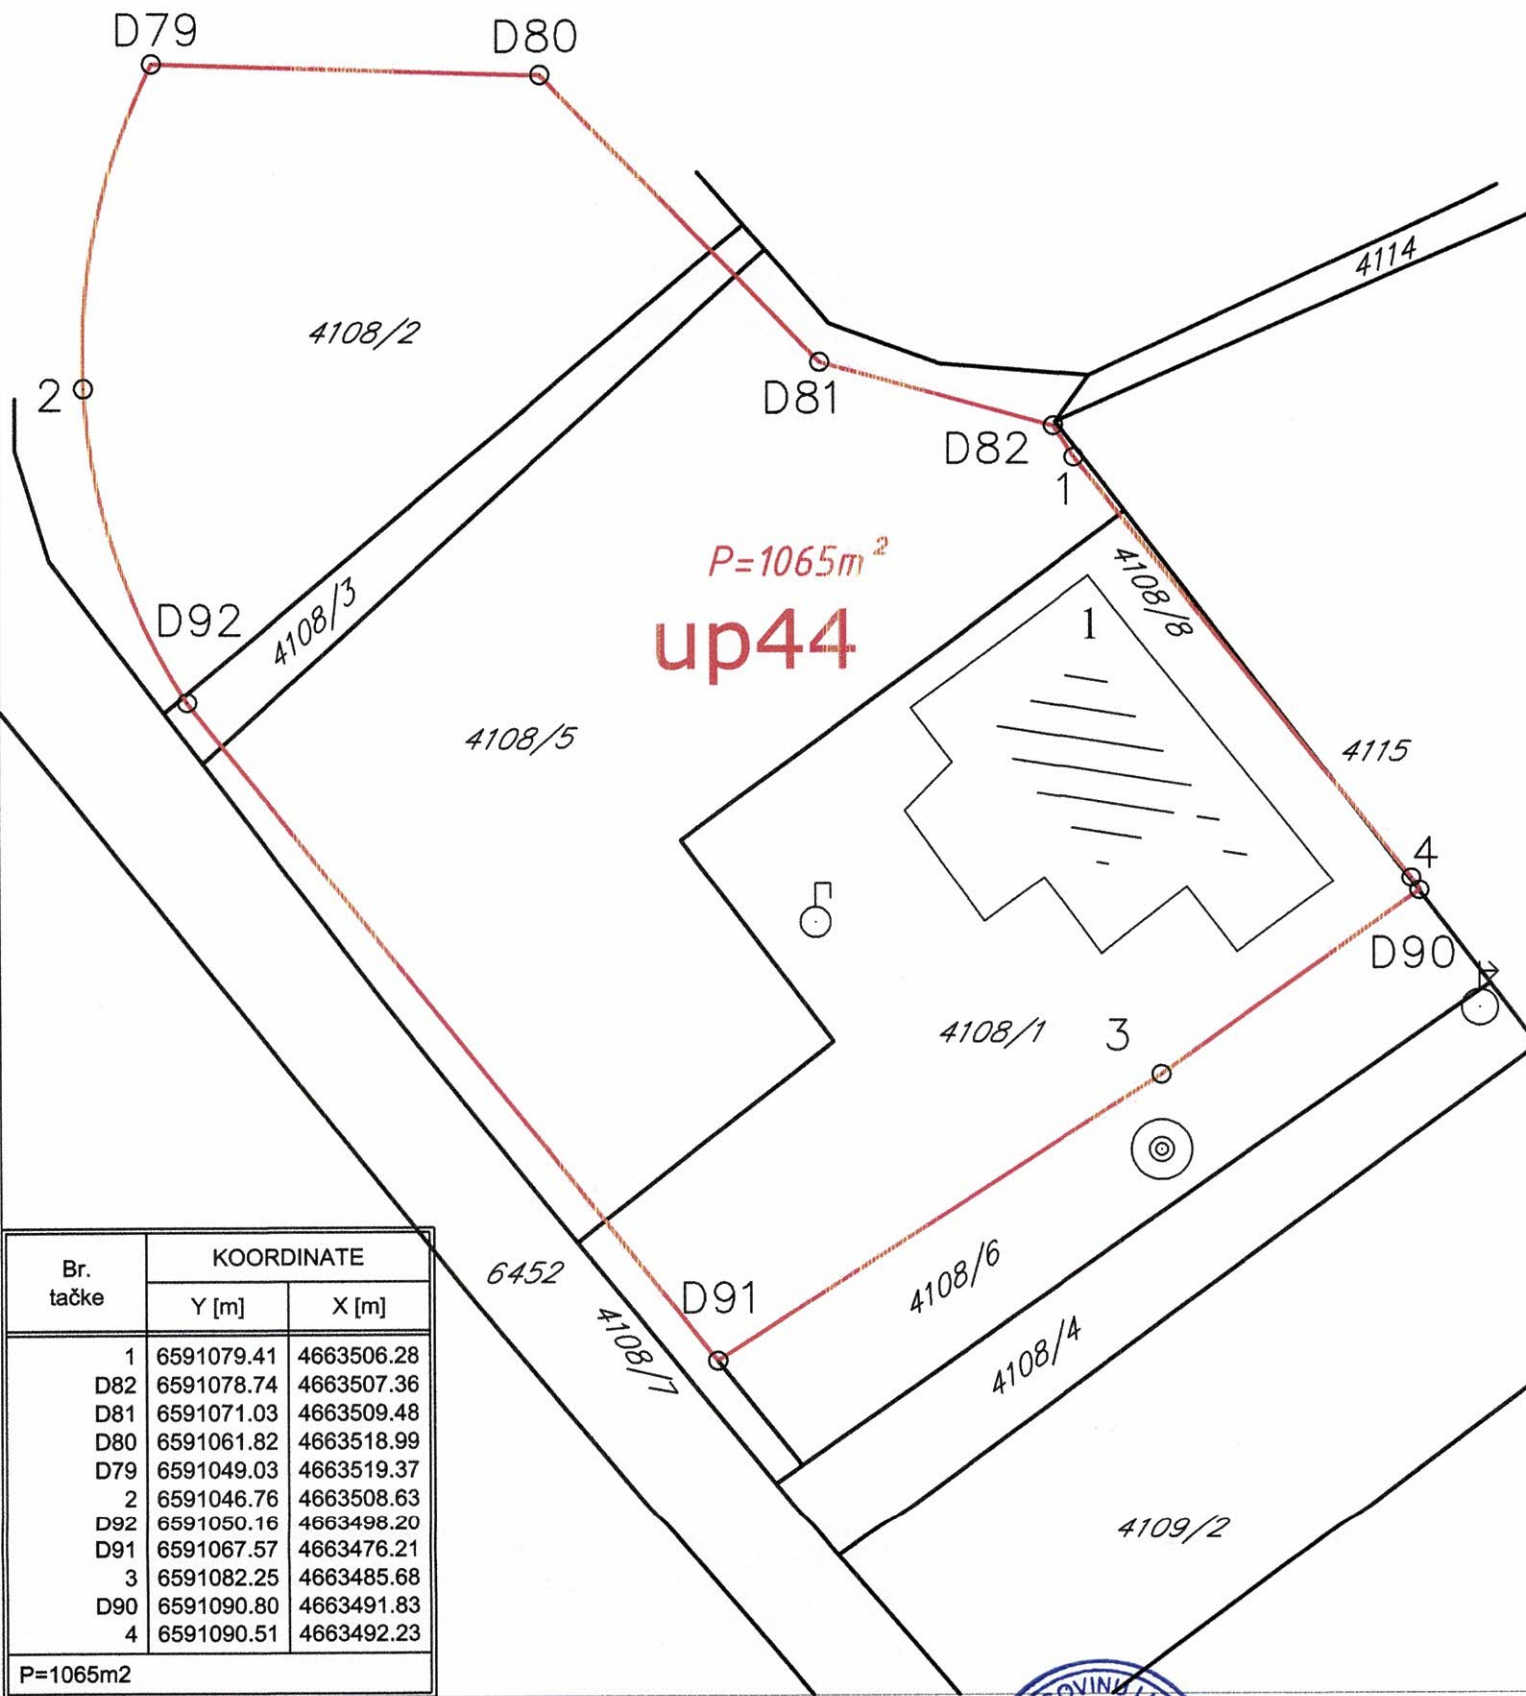 D79
D80
4114
4108/2
2
D81
D82
1
P=1065m²
up44
4108/8
1
D92
4108/3
4108/5
4115
4
D90
4108/1
3
4108/6
6452
D91
4108/7
4108/4
4109/2
Br. tačke KOORDINATE
Y [m] X [m]
1 6591079.41 4663506.28
D82 6591078.74 4663507.36
D81 6591071.03 4663509.48
D80 6591061.82 4663518.99
D79 6591049.03 4663519.37
2 6591046.76 4663508.63
D92 6591050.16 4663498.20
D91 6591067.57 4663476.21
3 6591082.25 4663485.68
D90 6591090.80 4663491.83
4 6591090.51 4663492.23
P=1065m2